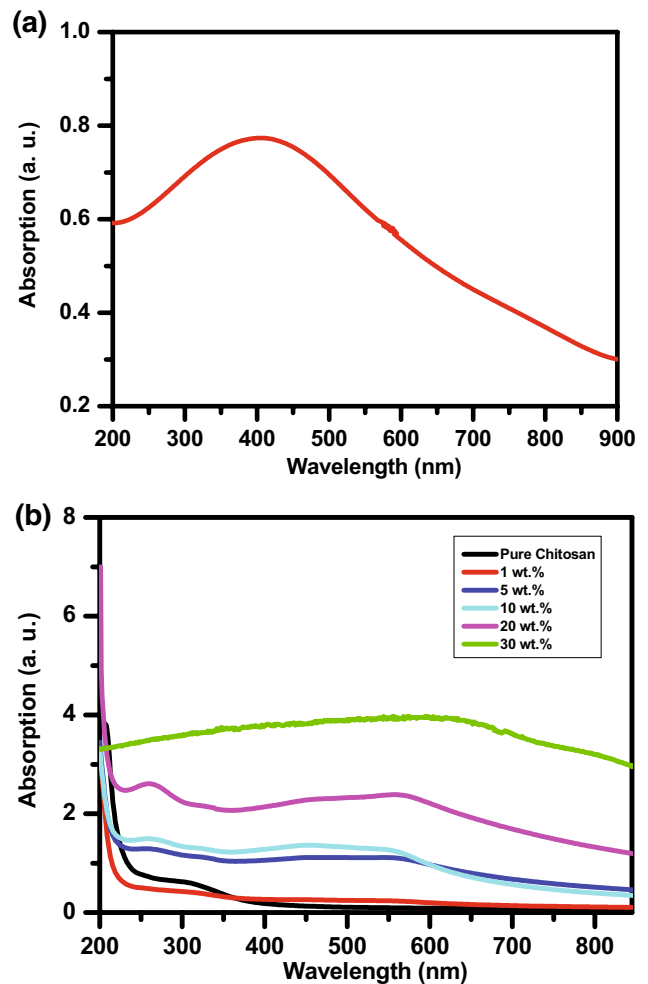 (a)
1.0
0.8
0.6
0.4
0.2
Absorption (a. u.)
200 300 400 500 600 700 800 900
Wavelength (nm)
(b)
8
6
4
2
0
Absorption (a. u.)
Pure Chitosan
1 wt.%
5 wt.%
10 wt.%
20 wt.%
30 wt.%
200 300 400 500 600 700 800
Wavelength (nm)